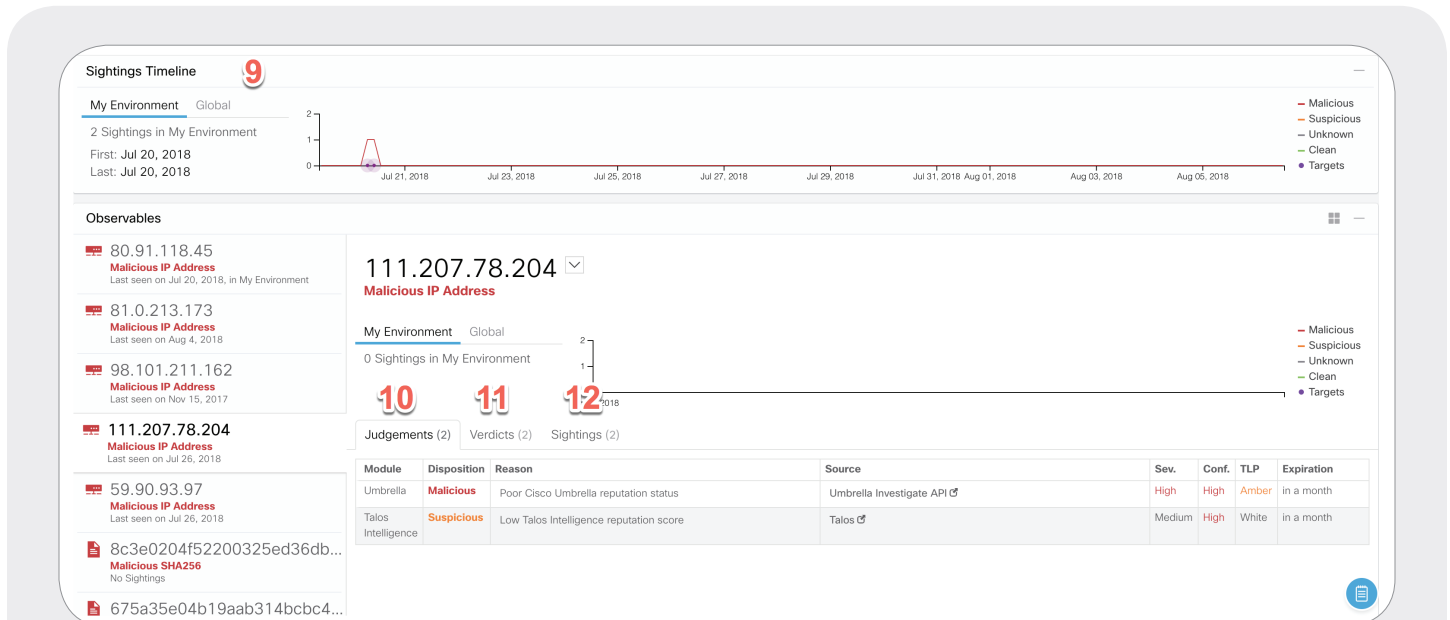 Sightings Timeline 9
My Environment Global
2 Sightings in My Environment
First: Jul 20, 2018
Last: Jul 20, 2018
2
1
0
Jul 21, 2018 Jul 23, 2018 Jul 25, 2018 Jul 27, 2018 Jul 29, 2018 Jul 31, 2018 Aug 01, 2018 Aug 03, 2018 Aug 05, 2018
Malicious
Suspicious
Unknown
Clean
Targets
Observables
80.91.118.45
Malicious IP Address
Last seen on Jul 20, 2018, in My Environment
81.0.213.173
Malicious IP Address
Last seen on Aug 4, 2018
98.101.211.162
Malicious IP Address
Last seen on Nov 15, 2017
111.207.78.204
Malicious IP Address
Last seen on Jul 26, 2018
59.90.93.97
Malicious IP Address
Last seen on Jul 26, 2018
8c3e0204f52200325ed36db...
Malicious SHA256
No Sightings
675a35e04b19aab314bcbc4...
111.207.78.204
Malicious IP Address
My Environment Global
0 Sightings in My Environment
2
1
2018
Malicious
Suspicious
Unknown
Clean
Targets
10 11 12
Judgements (2) Verdicts (2) Sightings (2)
Module Disposition Reason Source Sev. Conf. TLP Expiration
Umbrella Malicious Poor Cisco Umbrella reputation status Umbrella Investigate API High High Amber in a month
Talos Suspicious Low Talos Intelligence reputation score Talos Medium High White in a month
Intelligence